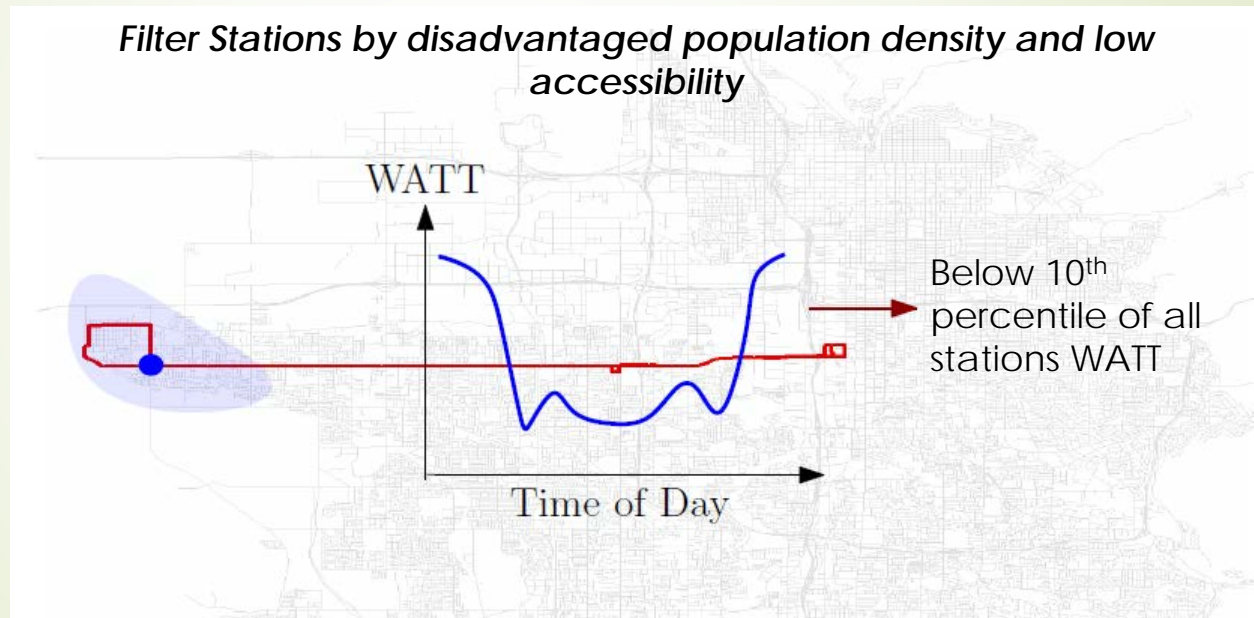 Filter Stations by disadvantaged population density and low
accessibility
WATT
Below 10th
percentile of all
stations WATT
Time of Day